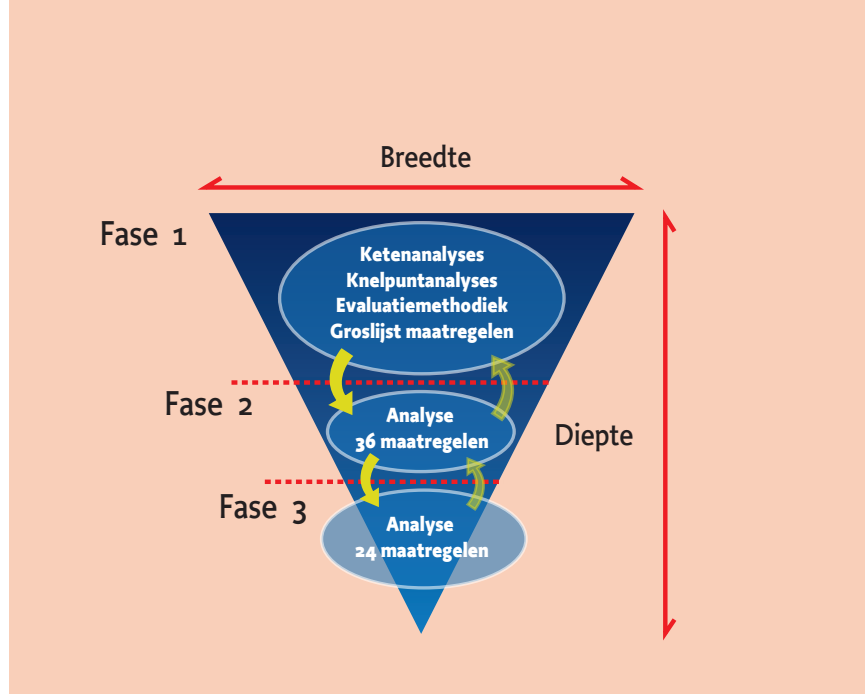 Breedte
Fase 1
Ketenanalyses
Knelpuntanalyses
Evaluatiemethodiek
Groslijst maatregelen
Fase 2
Analyse
36 maatregelen
Diepte
Fase 3
Analyse
24 maatregelen